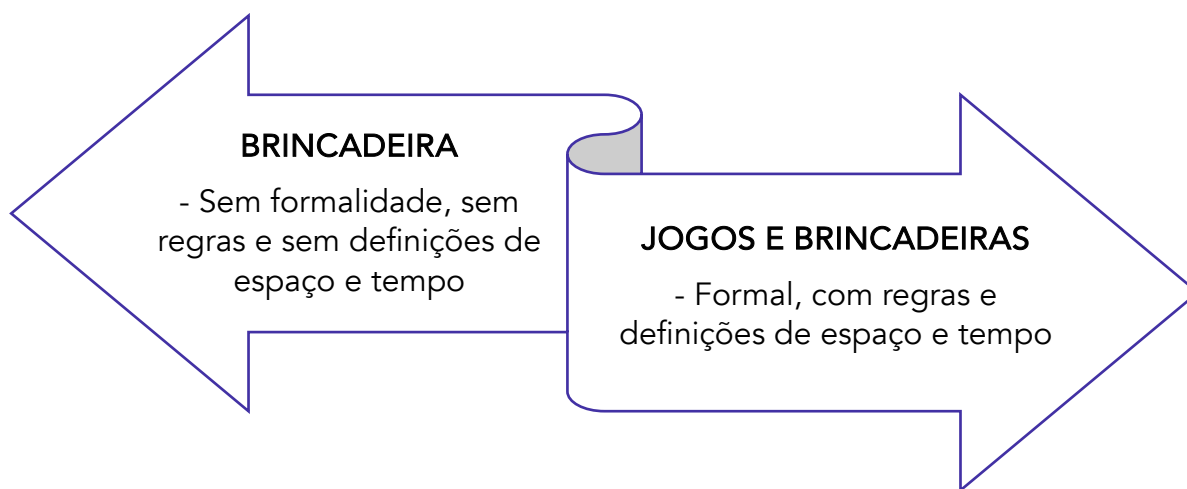 BRINCADEIRA
- Sem formalidade, sem
regras e sem definições de
espaço e tempo
JOGOS E BRINCADEIRAS
- Formal, com regras e
definições de espaço e tempo